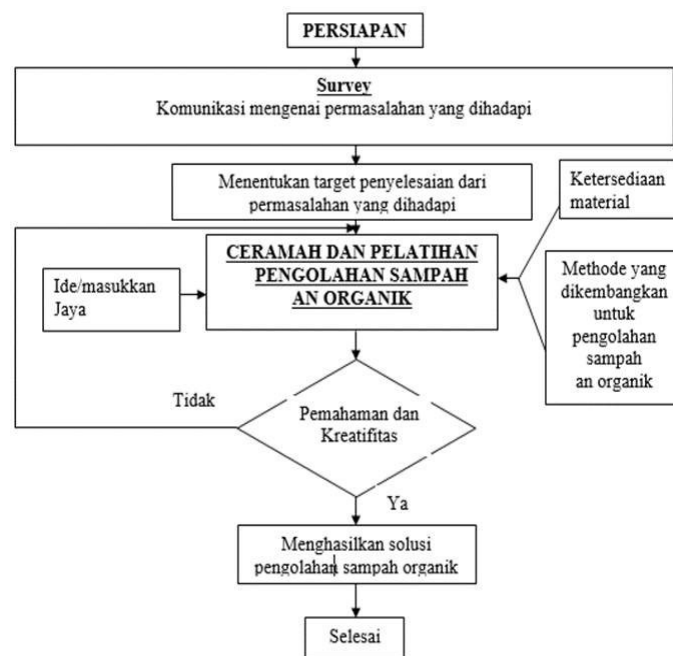 PERSIAPAN
Survey
Komunikasi mengenai permasalahan yang dihadapi
Menentukan target penyelesaian dari
permasalahan yang dihadapi
Ketersediaan
material
CERAMAH DAN PELATIHAN
PENGOLAHAN SAMPAH
AN ORGANIK
Ide/masukkan
Jaya
Methode yang
dikembangkan
untuk
pengolahan
sampah
an organik
Tidak
Pemahaman dan
Kreatifitas
Ya
Menghasilkan solusi
pengolahan sampah organik
Selesai